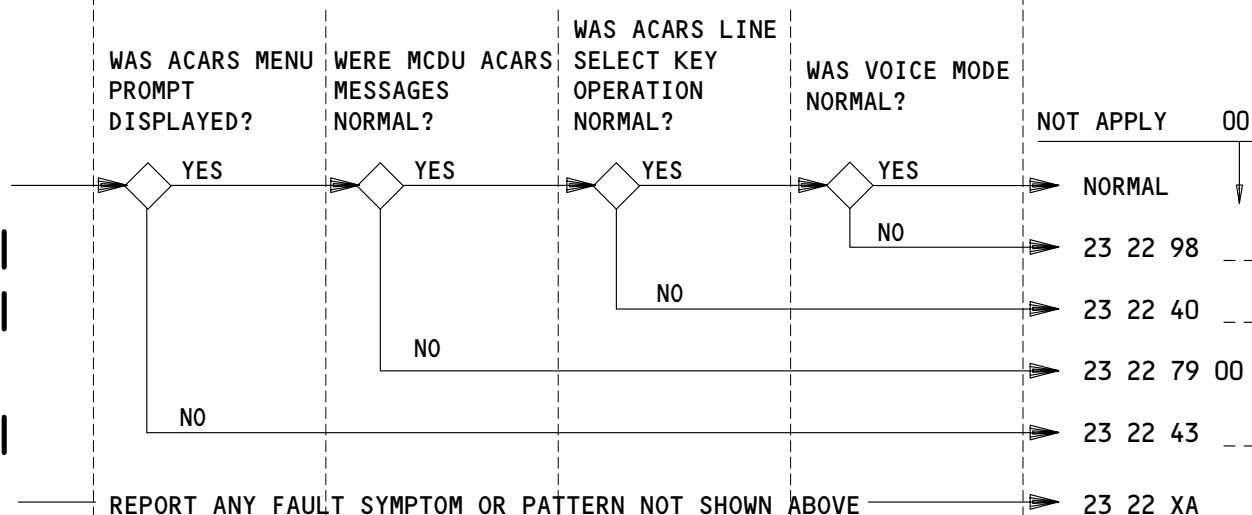 WAS ACARS MENU
PROMPT
DISPLAYED?
WERE MCDU ACARS
MESSAGES
NORMAL?
WAS ACARS LINE
SELECT KEY
OPERATION
NORMAL?
WAS VOICE MODE
NORMAL?
NOT APPLY 00
YES
YES
YES
YES
NORMAL
NO
23 22 98 _ _
NO
23 22 40 _ _
NO
23 22 79 00
NO
23 22 43 _ _
REPORT ANY FAULT SYMPTOM OR PATTERN NOT SHOWN ABOVE
23 22 XA